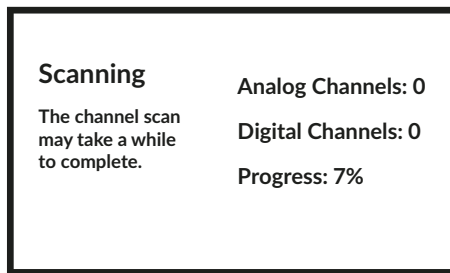 Scanning
The channel scan
may take a while
to complete.
Analog Channels: 0
Digital Channels: 0
Progress: 7%